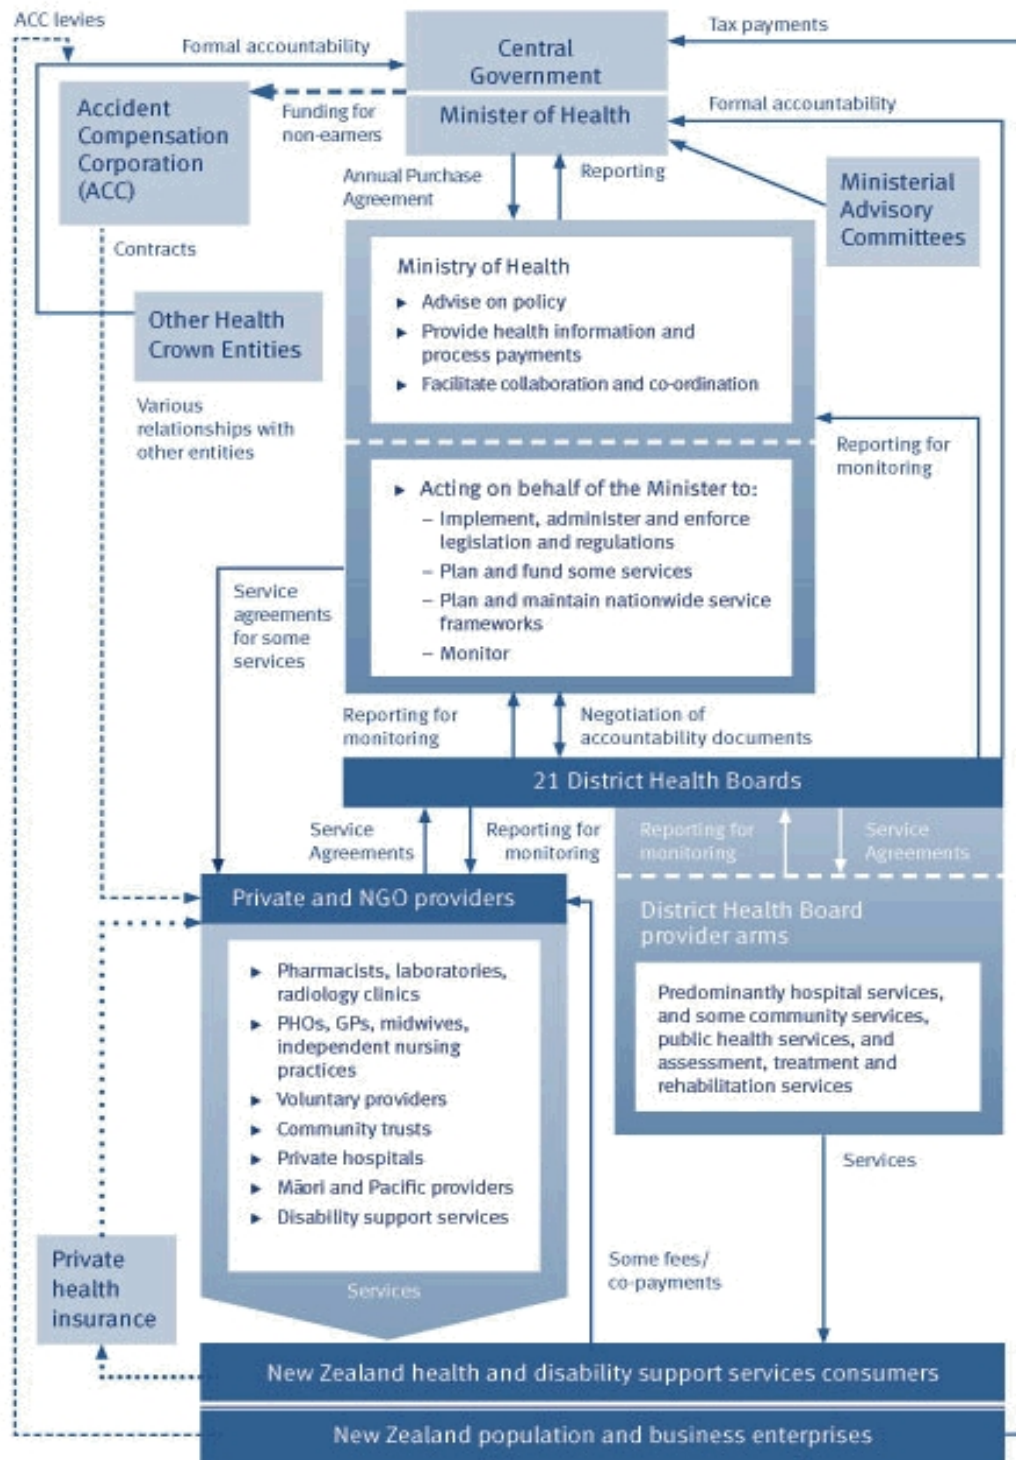 ACC levies
Formal accountability
Tax payments
Central
Government
Minister of Health
Accident
Compensation
Corporation
(ACC)
Funding for
non-earners
Formal accountability
Annual Purchase
Agreement
Reporting
Ministerial
Advisory
Committees
Contracts
Other Health
Crown Entities
Various
relationships with
other entities
Ministry of Health
► Advise on policy
► Provide health information and
process payments
► Facilitate collaboration and co-ordination
Reporting for
monitoring
► Acting on behalf of the Minister to:
– Implement, administer and enforce
legislation and regulations
– Plan and fund some services
– Plan and maintain nationwide service
frameworks
– Monitor
Service
agreements
for some
services
Reporting for
monitoring
Negotiation of
accountability documents
21 District Health Boards
Service
Agreements
Reporting for
monitoring
Reporting for
monitoring
Service
Agreements
Private and NGO providers
► Pharmacists, laboratories,
radiology clinics
► PHOs, GPs, midwives,
independent nursing
practices
► Voluntary providers
► Community trusts
► Private hospitals
► Māori and Pacific providers
► Disability support services
Services
District Health Board
provider arms
Predominantly hospital services,
and some community services,
public health services, and
assessment, treatment and
rehabilitation services
Services
Some fees/
co-payments
Private
health
insurance
New Zealand health and disability support services consumers
New Zealand population and business enterprises